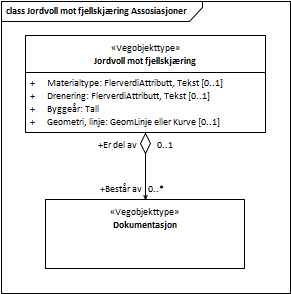 class Jordvoll mot fjellskjæring Assosiasjoner
«Vegobjekttype»
Jordvoll mot fjellskjæring
+ Materialtype: FlerverdiAttributt, Tekst [0..1]
+ Drenering: FlerverdiAttributt, Tekst [0..1]
+ Byggeår: Tall
+ Geometri, linje: GeomLinje eller Kurve [0..1]
+Er del av 0..1
+Består av 0..*
«Vegobjekttype»
Dokumentasjon